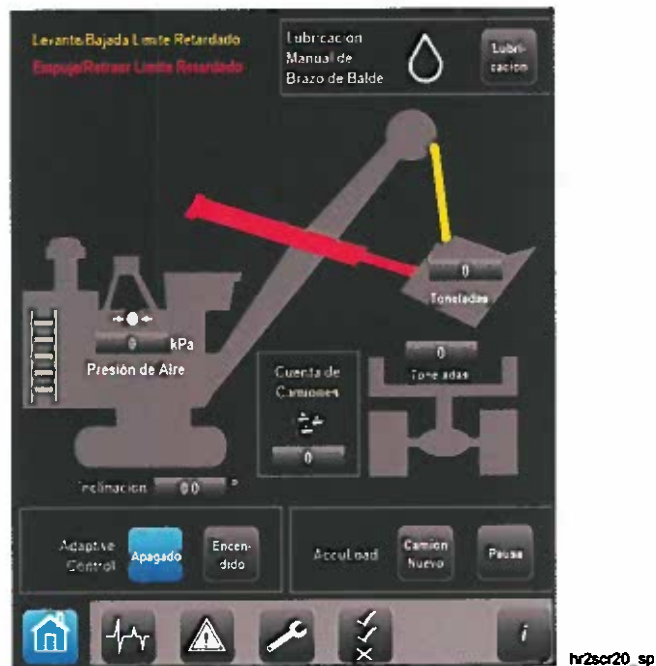 Levante/Bajada Limite Retardado
Empuje/Retraer Limite Retardado
Lubricacion
Manual de
Brazo de Balde
Lubri-
cacion
0
Toneladas
0
kPa
Presión de Aire
0
Toneladas
Cuenta de
Camiones
0
Inclinacion 0.0 °
Adaptive
Control
Apagado
Encen-
dido
AccuLoad
Camion
Nuevo
Pausa
i
hr2scr20_sp